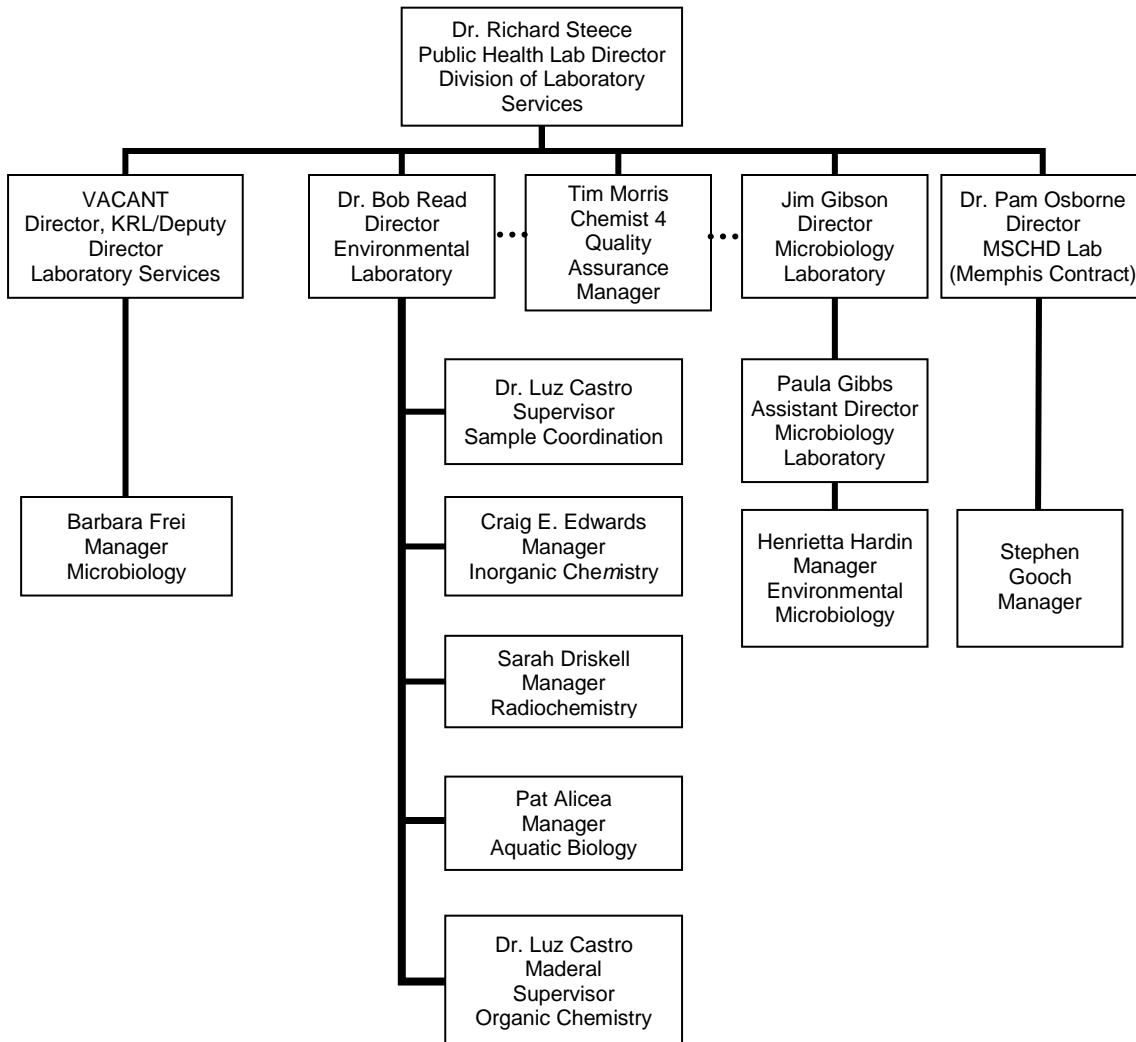 Dr. Richard Steece
Public Health Lab Director
Division of Laboratory
Services
VACANT
Director, KRL/Deputy
Director
Laboratory Services
Dr. Bob Read
Director
Environmental
Laboratory
Tim Morris
Chemist 4
Quality
Assurance
Manager
Jim Gibson
Director
Microbiology
Laboratory
Dr. Pam Osborne
Director
MSCHD Lab
(Memphis Contract)
Dr. Luz Castro
Supervisor
Sample Coordination
Paula Gibbs
Assistant Director
Microbiology
Laboratory
Barbara Frei
Manager
Microbiology
Craig E. Edwards
Manager
Inorganic Chemistry
Henrietta Hardin
Manager
Environmental
Microbiology
Stephen
Gooch
Manager
Sarah Driskell
Manager
Radiochemistry
Pat Alicea
Manager
Aquatic Biology
Dr. Luz Castro
Maderal
Supervisor
Organic Chemistry